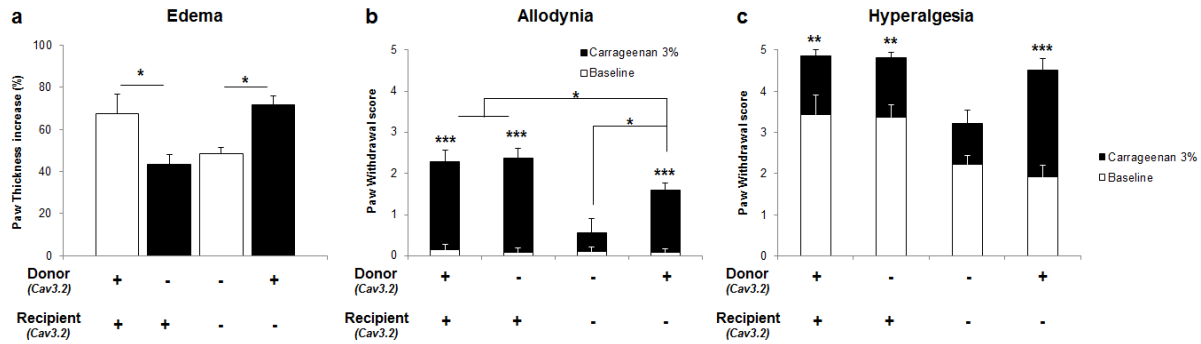 a
Edema
Paw Thickness increase (%)
100
80
60
40
20
0
*
*
Donor + - - +
(Cav3.2)
Recipient + + - -
(Cav3.2)
b
Allodynia
Paw Withdrawal score
5
4
3
2
1
0
Carrageenan 3%
Baseline
*
*
*** *** ***
Donor + - - +
(Cav3.2)
Recipient + + - -
(Cav3.2)
c
Hyperalgesia
Paw Withdrawal score
5
4
3
2
1
0
** ** ***
Carrageenan 3%
Baseline
Donor + - - +
(Cav3.2)
Recipient + + - -
(Cav3.2)